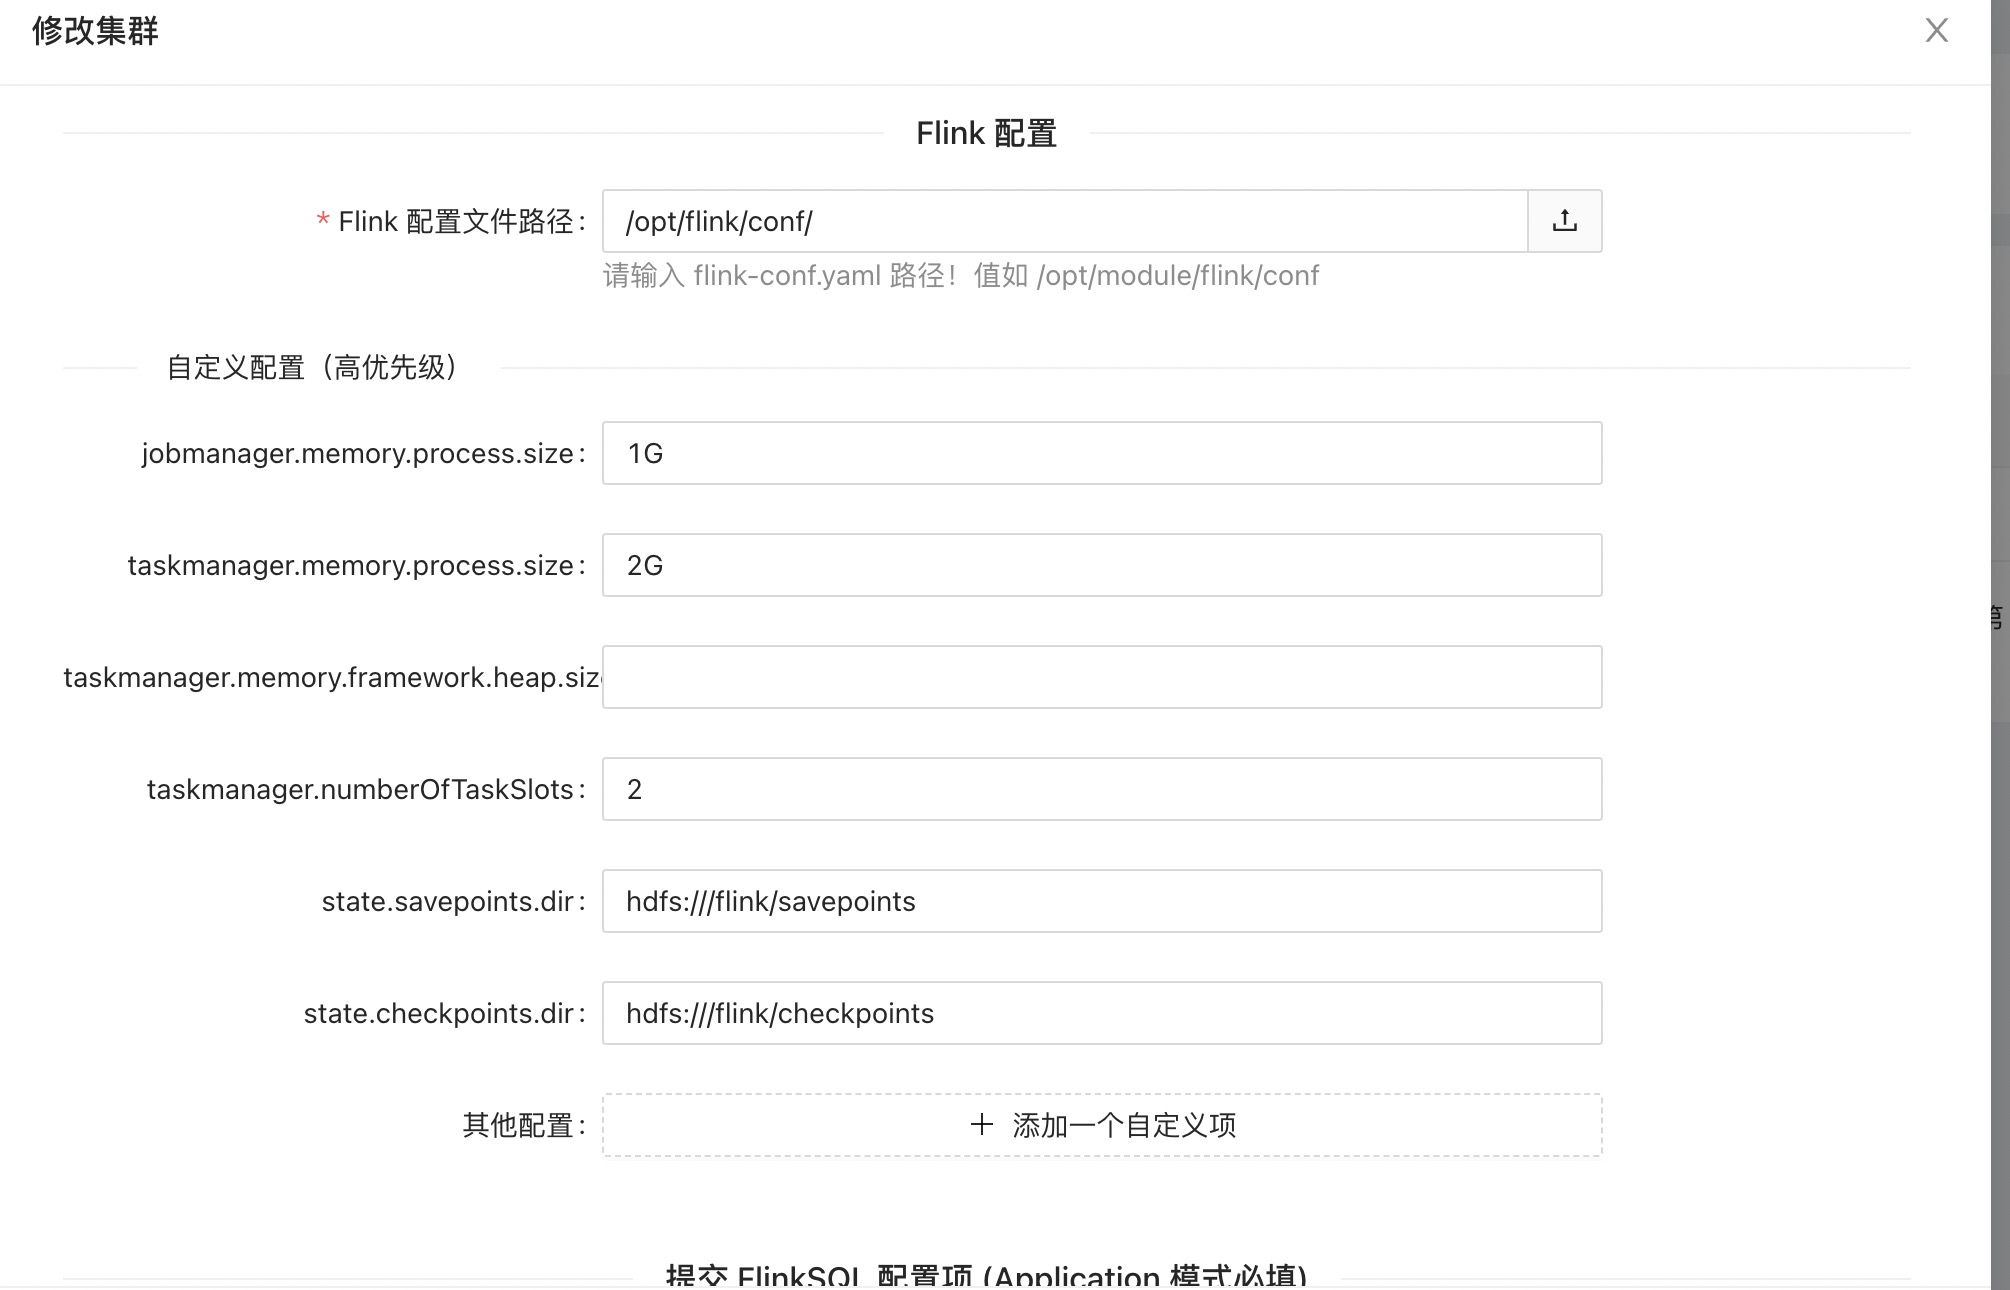 修改集群
Flink 配置
* Flink 配置文件路径：
/opt/flink/conf/
请输入 flink-conf.yaml 路径！值如 /opt/module/flink/conf
自定义配置（高优先级）
jobmanager.memory.process.size： 1G
taskmanager.memory.process.size： 2G
taskmanager.memory.framework.heap.siz
taskmanager.numberOfTaskSlots： 2
state.savepoints.dir： hdfs:///flink/savepoints
state.checkpoints.dir： hdfs:///flink/checkpoints
其他配置： + 添加一个自定义项
提交 FlinkSQL 配置项 (Application 模式必填)